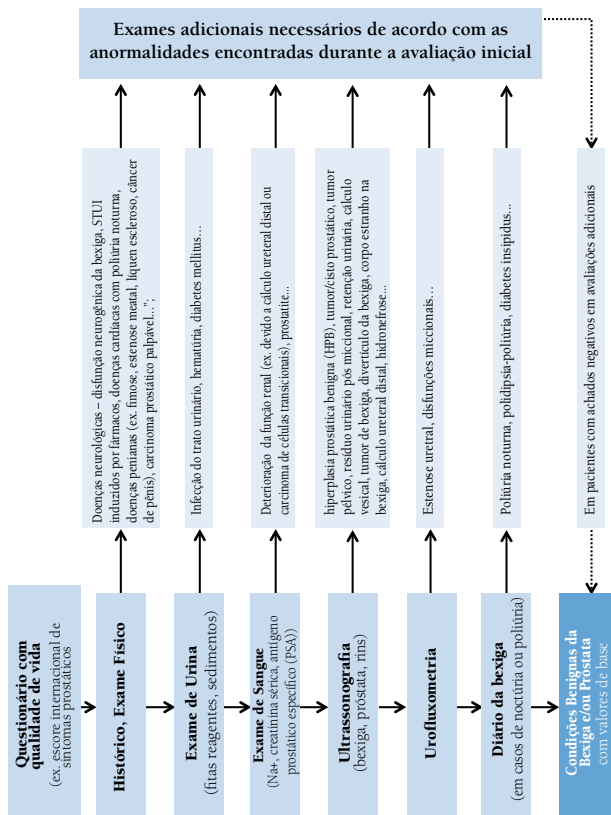 Questionário com
qualidade de vida
(ex. escore internacional de
sintomas prostáticos
Histórico, Exame Físico
Doenças neurológicas – disfunção neurogênica da bexiga, STUI
induzidos por fármacos, doenças cardíacas com poliúria noturna,
doenças penianas (ex. fimose, estenose meatal, liquen escleroso, câncer
de pênis), carcinoma prostático palpável...";
Exame de Urina
(fitas reagentes , sedimentos)
Infecção do trato urinário, hematúria, diabetes mellitus…
Exame de Sangue
(Na+, creatinina sérica, antígeno
prostático específico (PSA))
Deterioração da função renal (ex. devido a cálculo ureteral distal ou
carcinoma de células transicionais), prostatite...
Ultrassonografia
(bexiga, próstata, rins)
hiperplasia prostática benigna (HPB), tumor/cisto prostático, tumor
pélvico, resíduo urinário pós miccional, retenção urinária, cálculo
vesical, tumor de bexiga, divertículo da bexiga, corpo estranho na
bexiga, cálculo ureteral distal, hidronefrose...
Urofluxometria
Estenose uretral, disfunções miccionais…
Diário da bexiga
(em casos de noctúria ou poliúria)
Poliúria noturna, polidipsia-poliúria, diabetes insipidus...
Condições Benignas da
Bexiga e/ou Próstata
com valores de base
Em pacientes com achados negativos em avaliações adicionais
Exames adicionais necessários de acordo com as
anormalidades encontradas durante a avaliação inicial